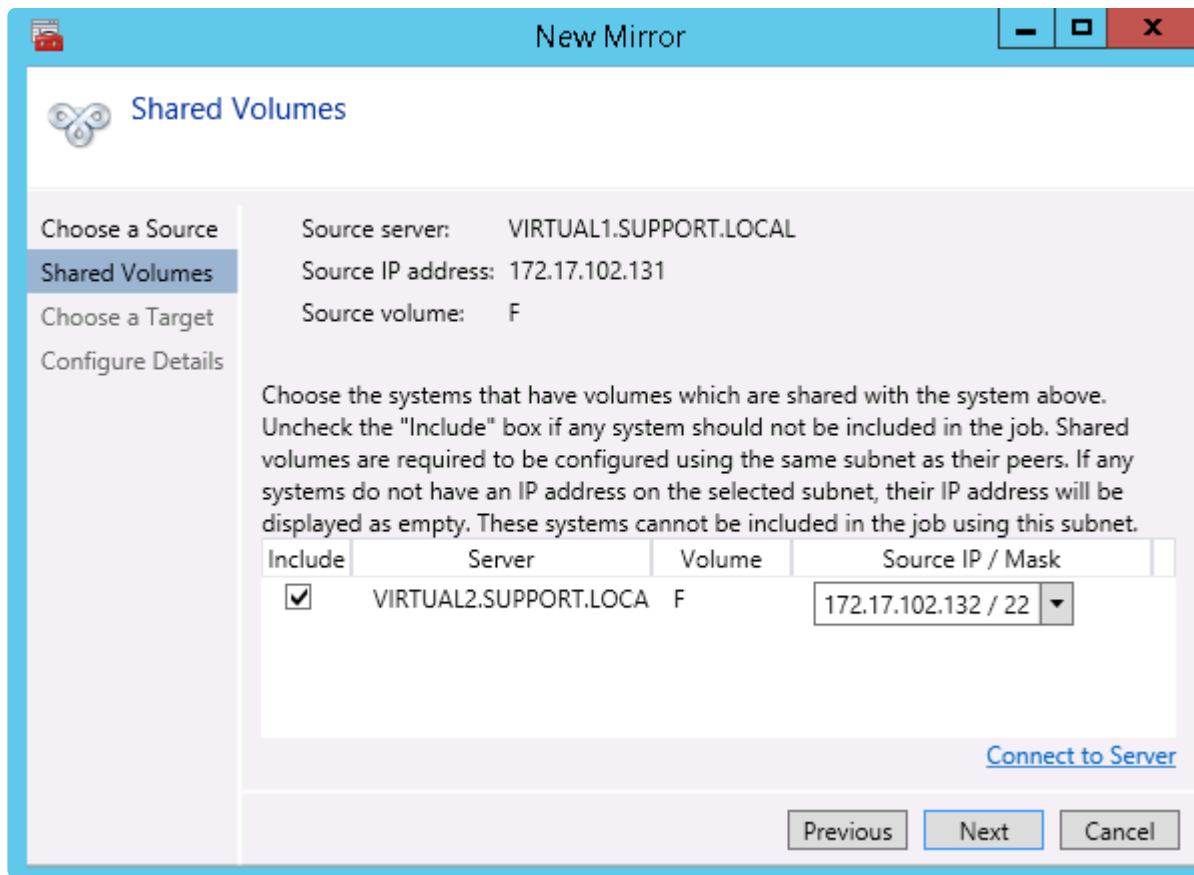 New Mirror
Shared Volumes
Choose a Source
Shared Volumes
Choose a Target
Configure Details
Source server: VIRTUAL1.SUPPORT.LOCAL
Source IP address: 172.17.102.131
Source volume: F
Choose the systems that have volumes which are shared with the system above.
Uncheck the "Include" box if any system should not be included in the job. Shared
volumes are required to be configured using the same subnet as their peers. If any
systems do not have an IP address on the selected subnet, their IP address will be
displayed as empty. These systems cannot be included in the job using this subnet.
Include Server Volume Source IP / Mask
VIRTUAL2.SUPPORT.LOCA F 172.17.102.132 / 22
Connect to Server
Previous Next Cancel